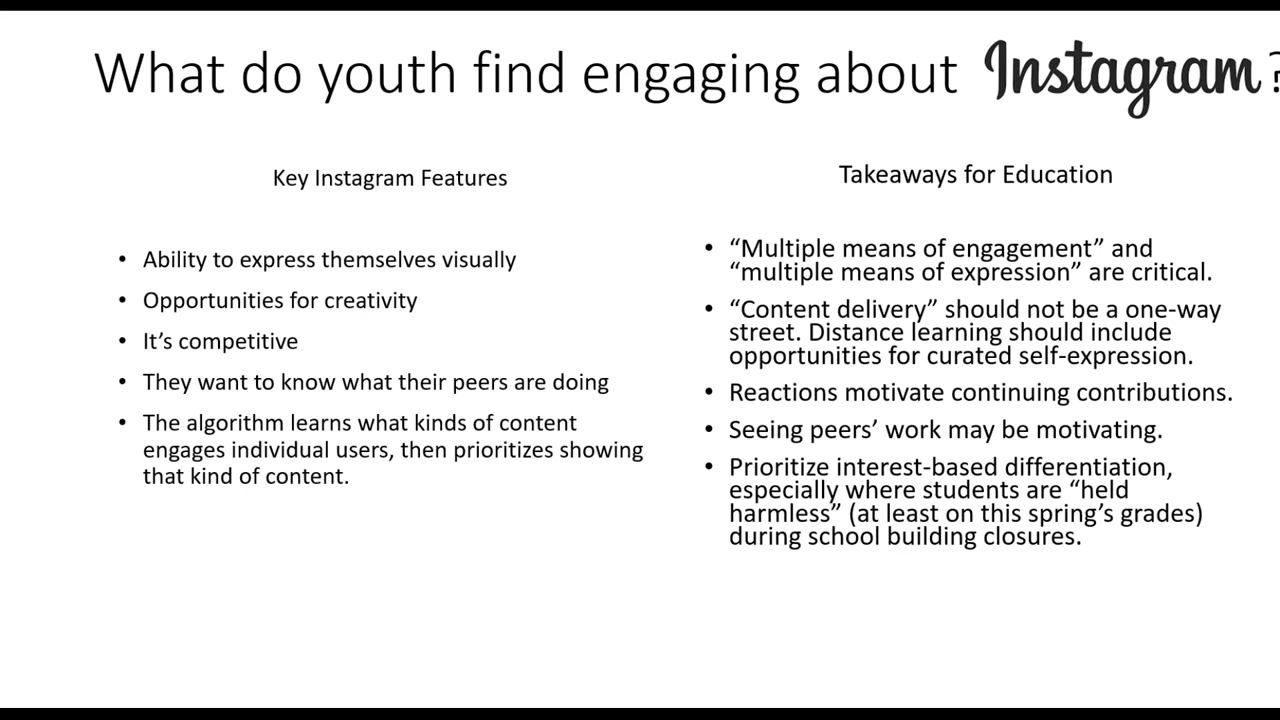 What do youth find engaging about Instagram?
Key Instagram Features
• Ability to express themselves visually
• Opportunities for creativity
• It’s competitive
• They want to know what their peers are doing
• The algorithm learns what kinds of content
engages individual users, then prioritizes showing
that kind of content.
Takeaways for Education
• “Multiple means of engagement” and
“multiple means of expression” are critical.
• “Content delivery” should not be a one-way
street. Distance learning should include
opportunities for curated self-expression.
• Reactions motivate continuing contributions.
• Seeing peers’ work may be motivating.
• Prioritize interest-based differentiation,
especially where students are “held
harmless” (at least on this spring’s grades)
during school building closures.